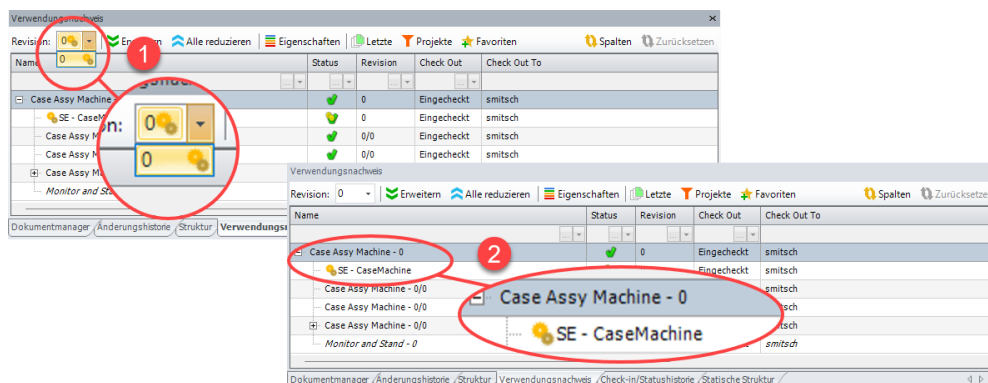 Verwendungsnachweis
Revision: 0 Erweitern Alle reduzieren Eigenschaften Letzte Projekte Favoriten Spalten Zurücksetzen
0
1
Name Status Revision Check Out Check Out To
Case Assy Machine - 0 Eingecheckt smitsch
SE - CaseM 0 Eingecheckt smitsch
Case Assy M 0/0 Eingecheckt smitsch
Case Assy M 0/0 Eingecheckt smitsch
Case Assy Ma
Monitor and Sta
on: 0
0
Dokumentmanager Änderungshistorie Struktur Verwendungsn
Verwendungsnachweis
Revision: 0 Erweitern Alle reduzieren Eigenschaften Letzte Projekte Favoriten Spalten Zurücksetze
Name Status Revision Check Out Check Out To
2
Case Assy Machine - 0 0 Eingecheckt smitsch
SE - CaseMachine Eingecheckt smitsch
Case Assy Machine - 0/0 smitsch
Case Assy Machine - 0/0 smitsch
Case Assy Machine - 0/0 tsch
Monitor and Stand - 0 smitsch
Case Assy Machine - 0
SE - CaseMachine
Dokumentmanager Änderungshistorie Struktur Verwendungsnachweis Check-in/Statushistorie Statische Struktur